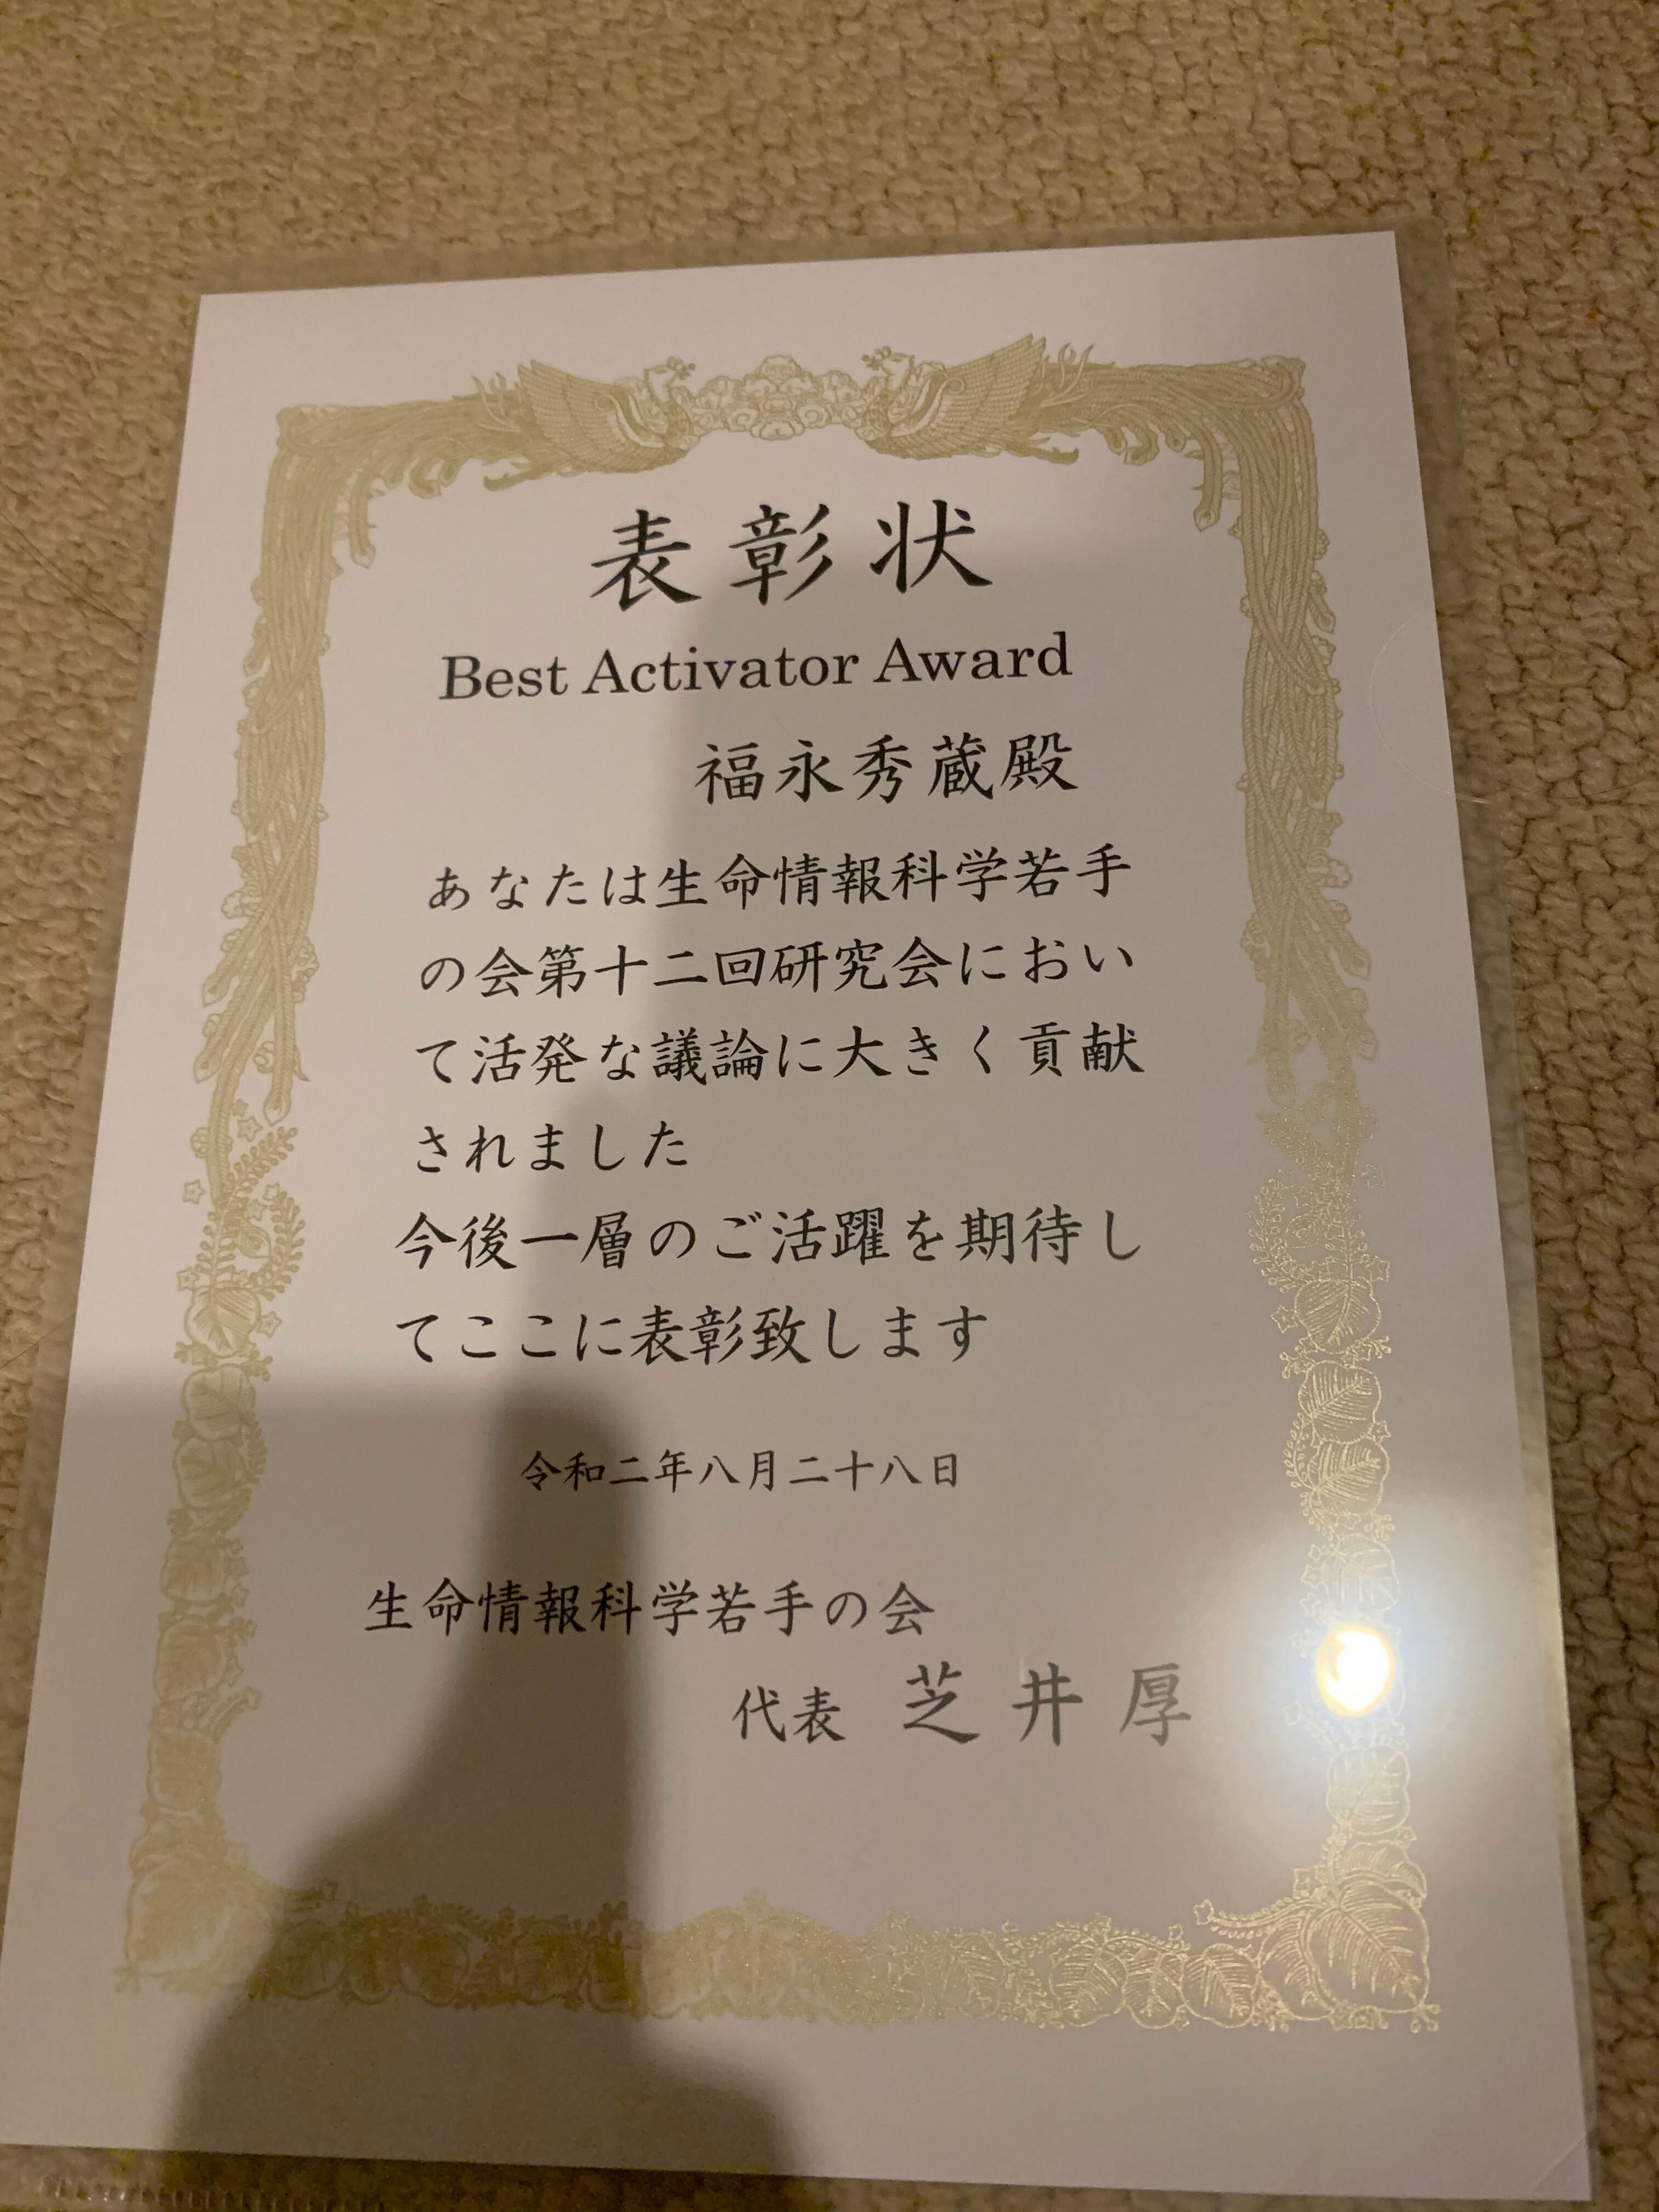 表彰状
Best Activator Award
福永秀蔵殿
あなたは生命情報科学若手
の会第十二回研究会におい
て活発な議論に大きく貢献
されました
今後一層のご活躍を期待し
てここに表彰致します
令和二年八月二十八日
生命情報科学若手の会
代表 芝井厚